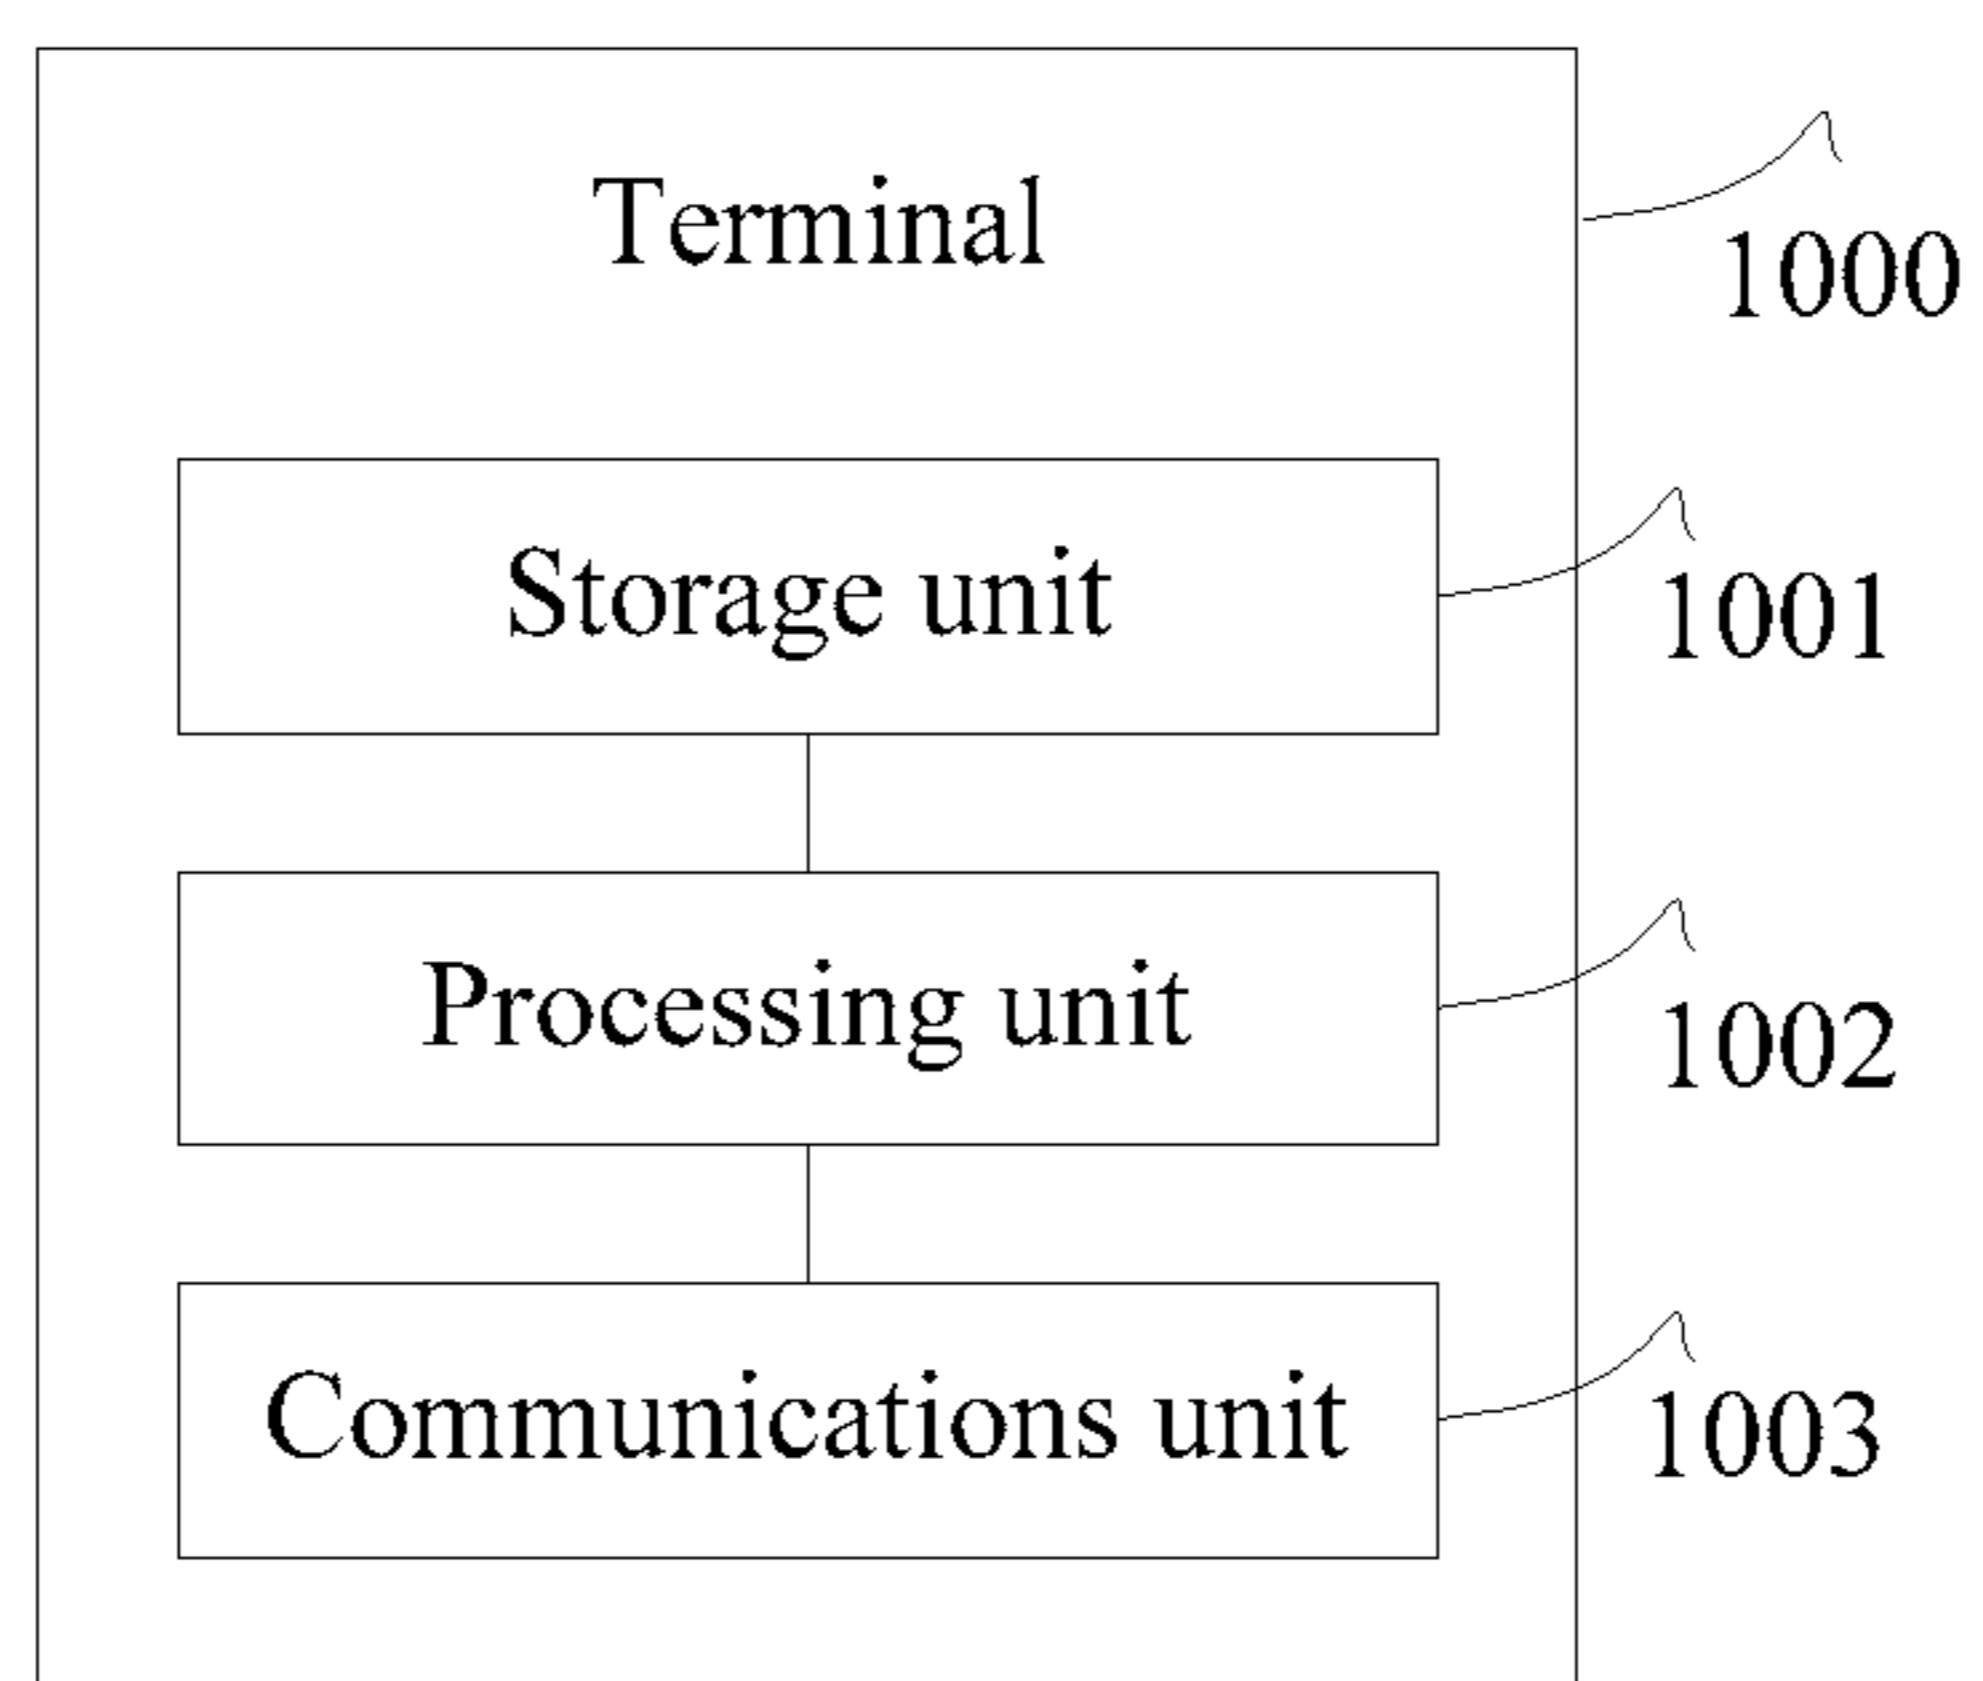 Terminal
1000
Storage unit
1001
Processing unit
1002
Communications unit
1003